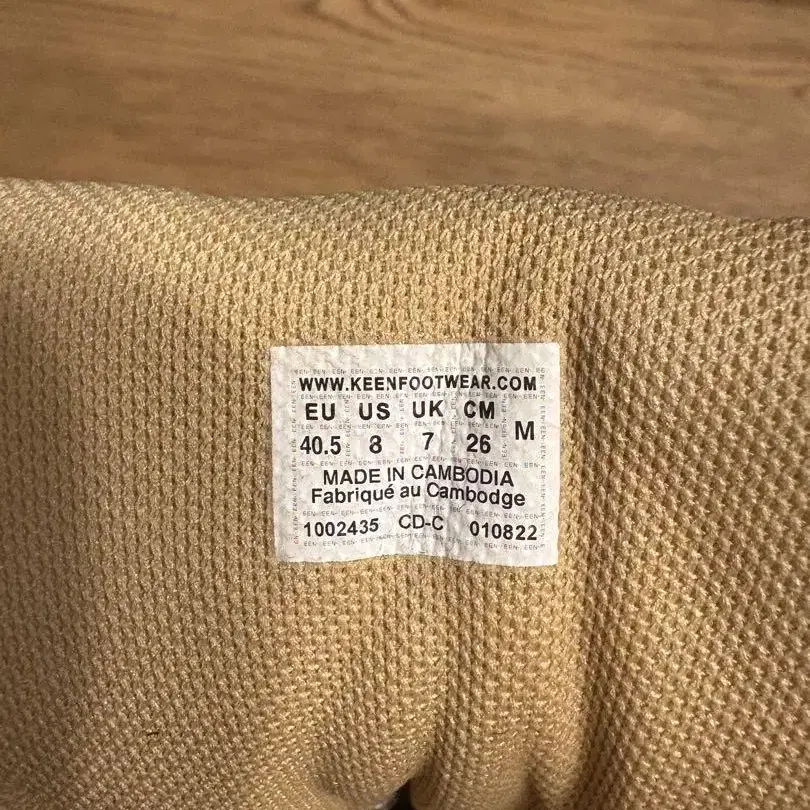 WWW.KEENFOOTWEAR.COM
EU US UK CM M
40.5 8 7 26
MADE IN CAMBODIA
Fabriqué au Cambodge
1002435 CD-C 010822